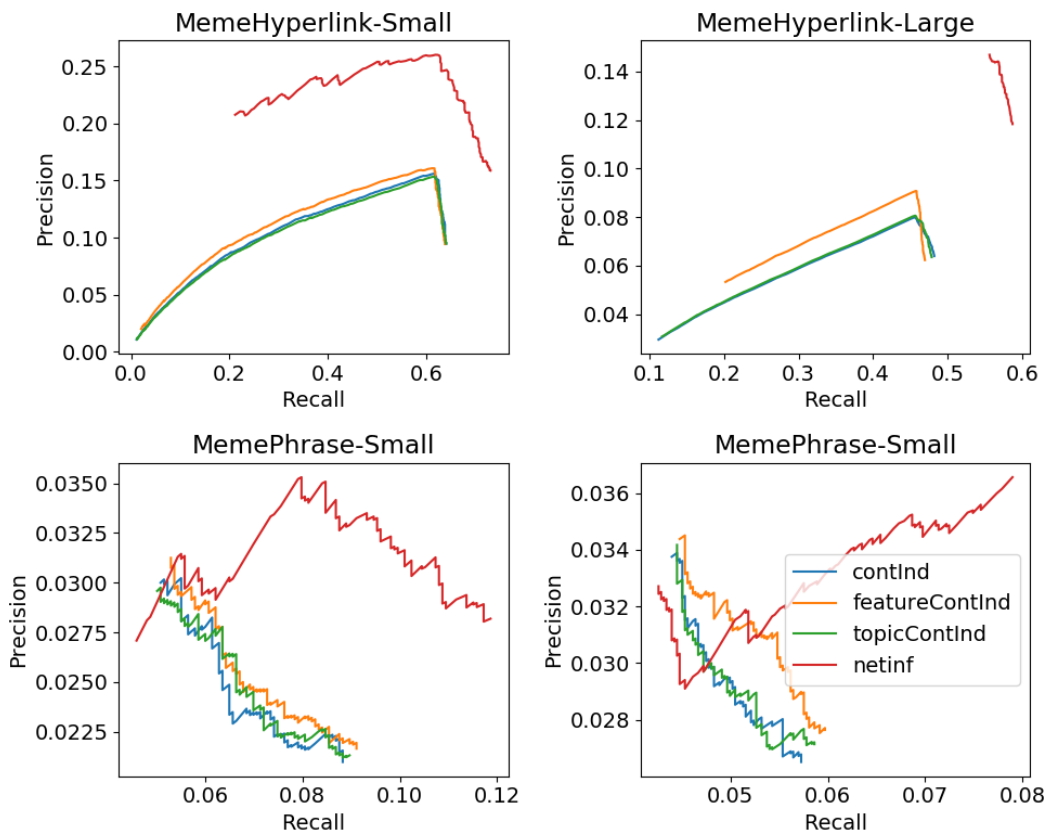 MemeHyperlink-Small
Precision
0.25
0.20
0.15
0.10
0.05
0.00
0.0 0.2 0.4 0.6
Recall
MemeHyperlink-Large
Precision
0.14
0.12
0.10
0.08
0.06
0.04
0.1 0.2 0.3 0.4 0.5 0.6
Recall
MemePhrase-Small
Precision
0.0350
0.0325
0.0300
0.0275
0.0250
0.0225
0.06 0.08 0.10 0.12
Recall
MemePhrase-Small
Precision
0.036
0.034
0.032
0.030
0.028
contInd
featureContInd
topicContInd
netinf
0.05 0.06 0.07 0.08
Recall